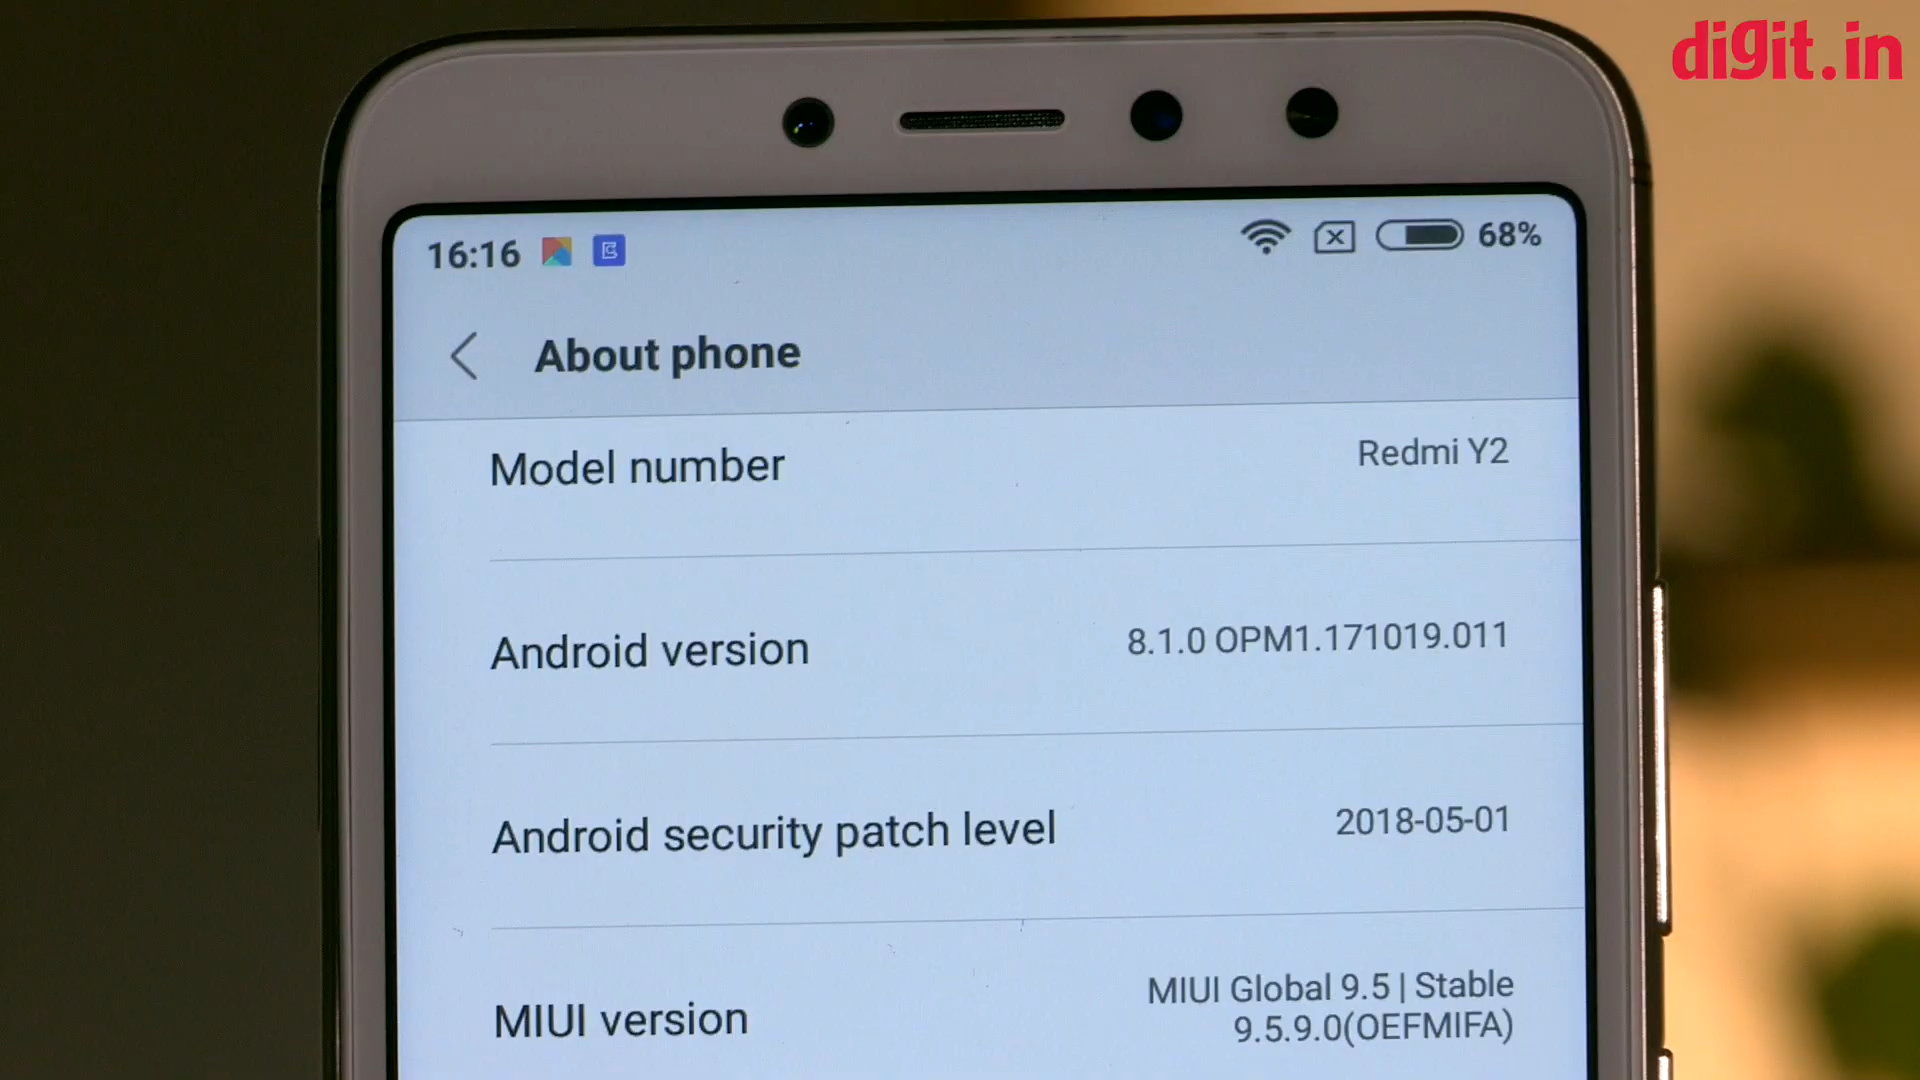 digit.in
16:16
68%
About phone
Model number
Redmi Y2
Android version
8.1.0 OPM1.171019.011
Android security patch level
2018-05-01
MIUI version
MIUI Global 9.5 | Stable
9.5.9.0(OEFMIFA)